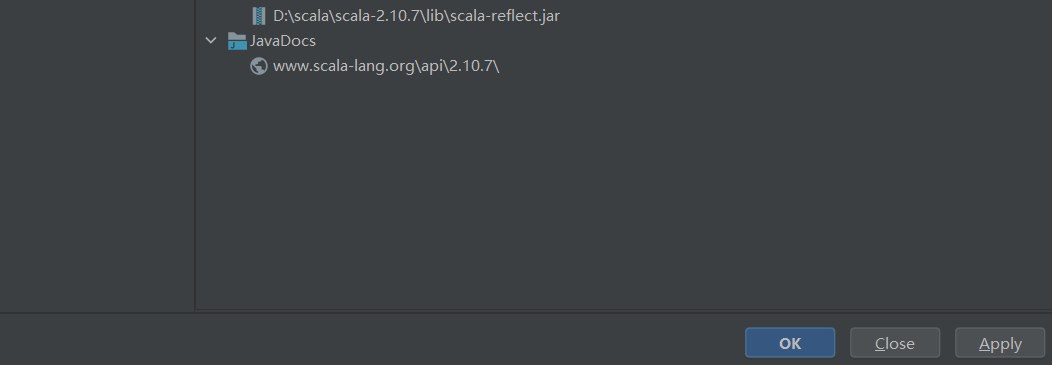 D:\scala\scala-2.10.7\lib\scala-reflect.jar
JavaDocs
www.scala-lang.org\api\2.10.7\
OK Close Apply